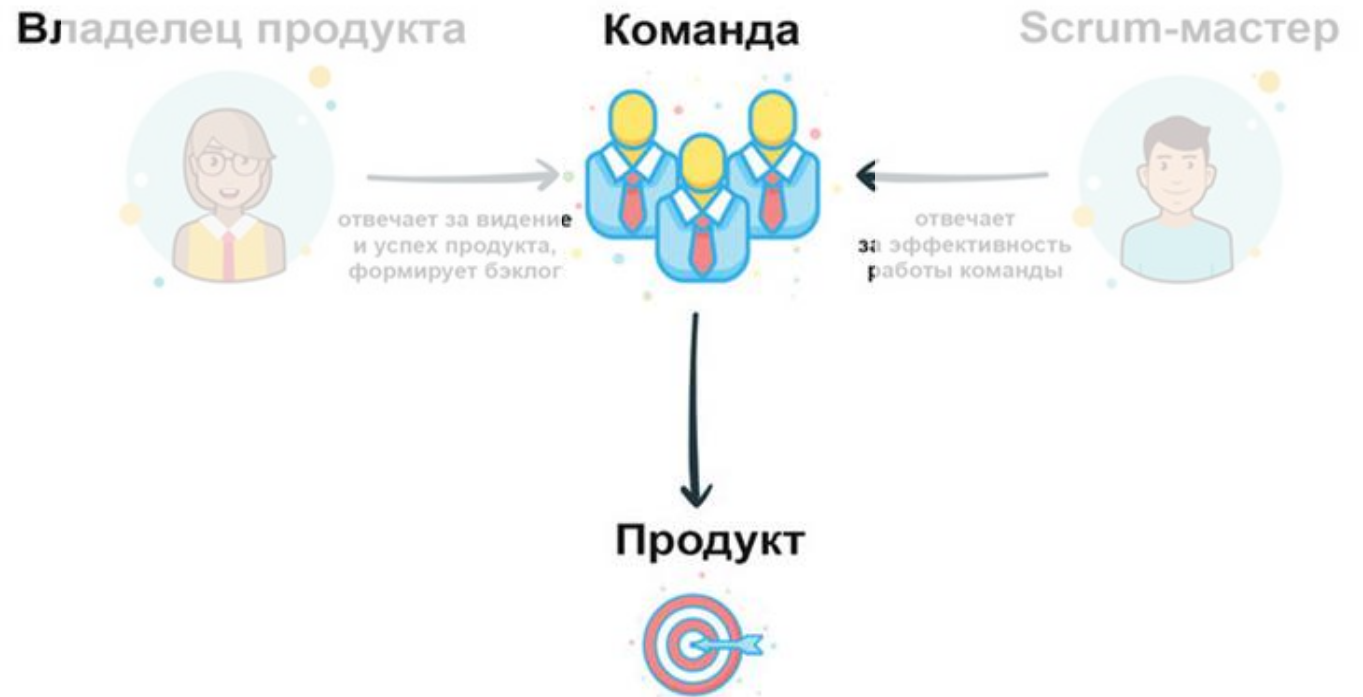 Владелец продукта
Команда
Scrum-мастер
отвечает за видение
и успех продукта,
формирует бэклог
отвечает
за эффективность
работы команды
Продукт